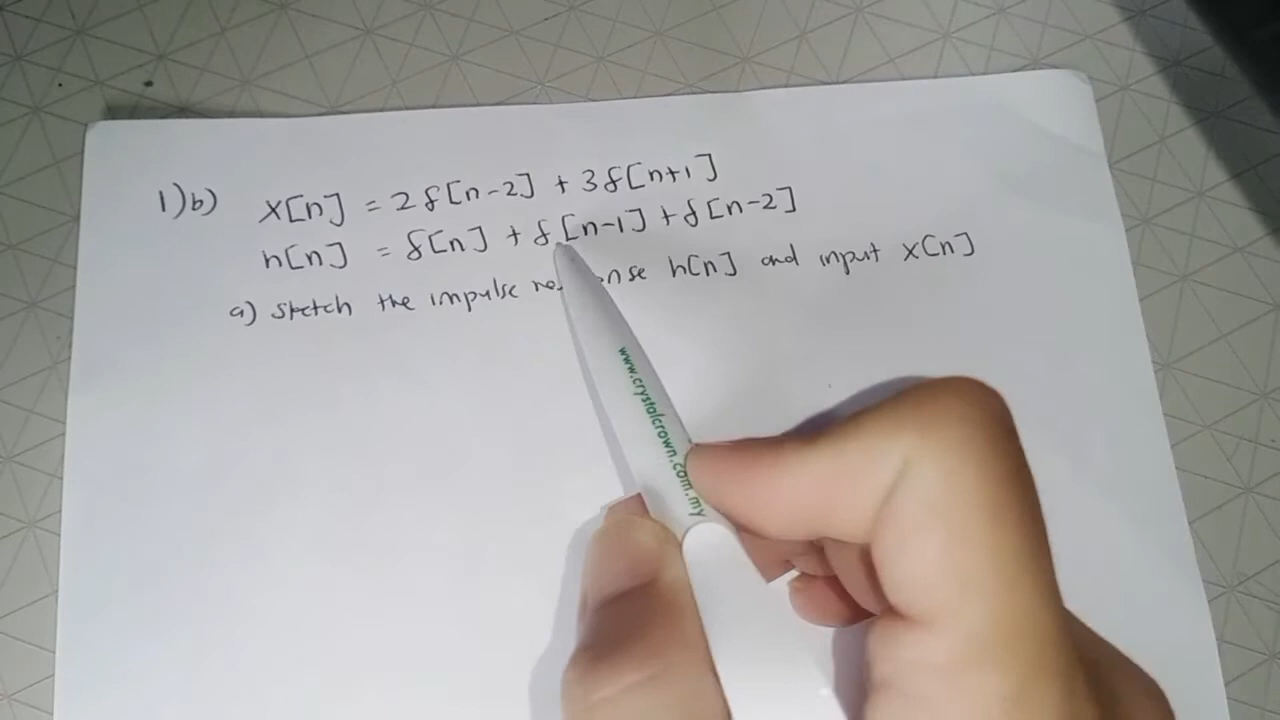 1)b) x[n] = 2δ[n-2] + 3δ[n+1]
h[n] = δ[n] + δ[n-1] + δ[n-2]
a) sketch the impulse h[n] and input x[n]
www.crystalcrown.com.my